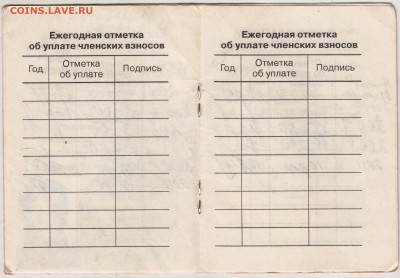 COINS.LAVE.RU
Ежегодная отметка
об уплате членских взносов
Год Отметка об уплате Подпись
Ежегодная отметка
об уплате членских взносов
Год Отметка об уплате Подпись